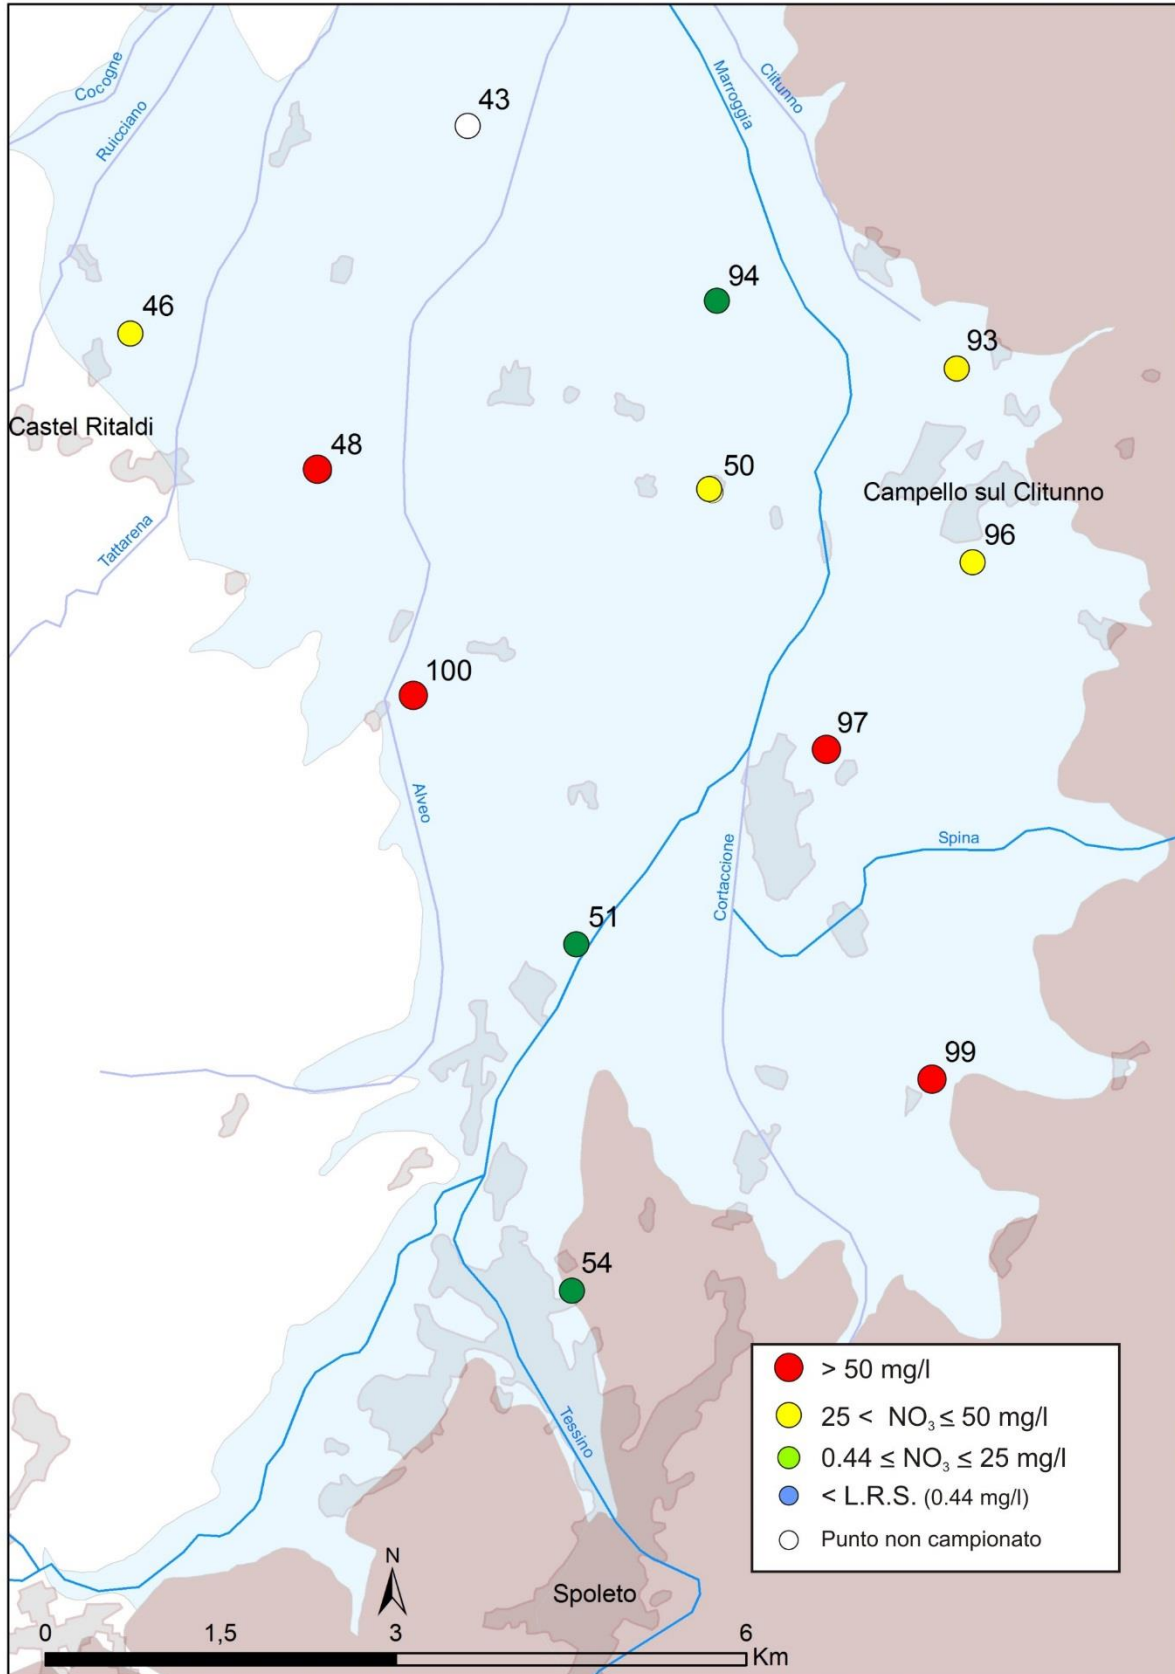 Cocogne
Ruicciano
43
Marroggia
Clitunno
94
46
93
Castel Ritaldi
48
50
Campello sul Clitunno
Tattarena
96
100
97
Alveo
Cortaccione
Spina
51
99
54
Tessino
> 50 mg/l
25 < NO₃ ≤ 50 mg/l
0.44 ≤ NO₃ ≤ 25 mg/l
< L.R.S. (0.44 mg/l)
Punto non campionato
N
Spoleto
0 1,5 3 6 Km